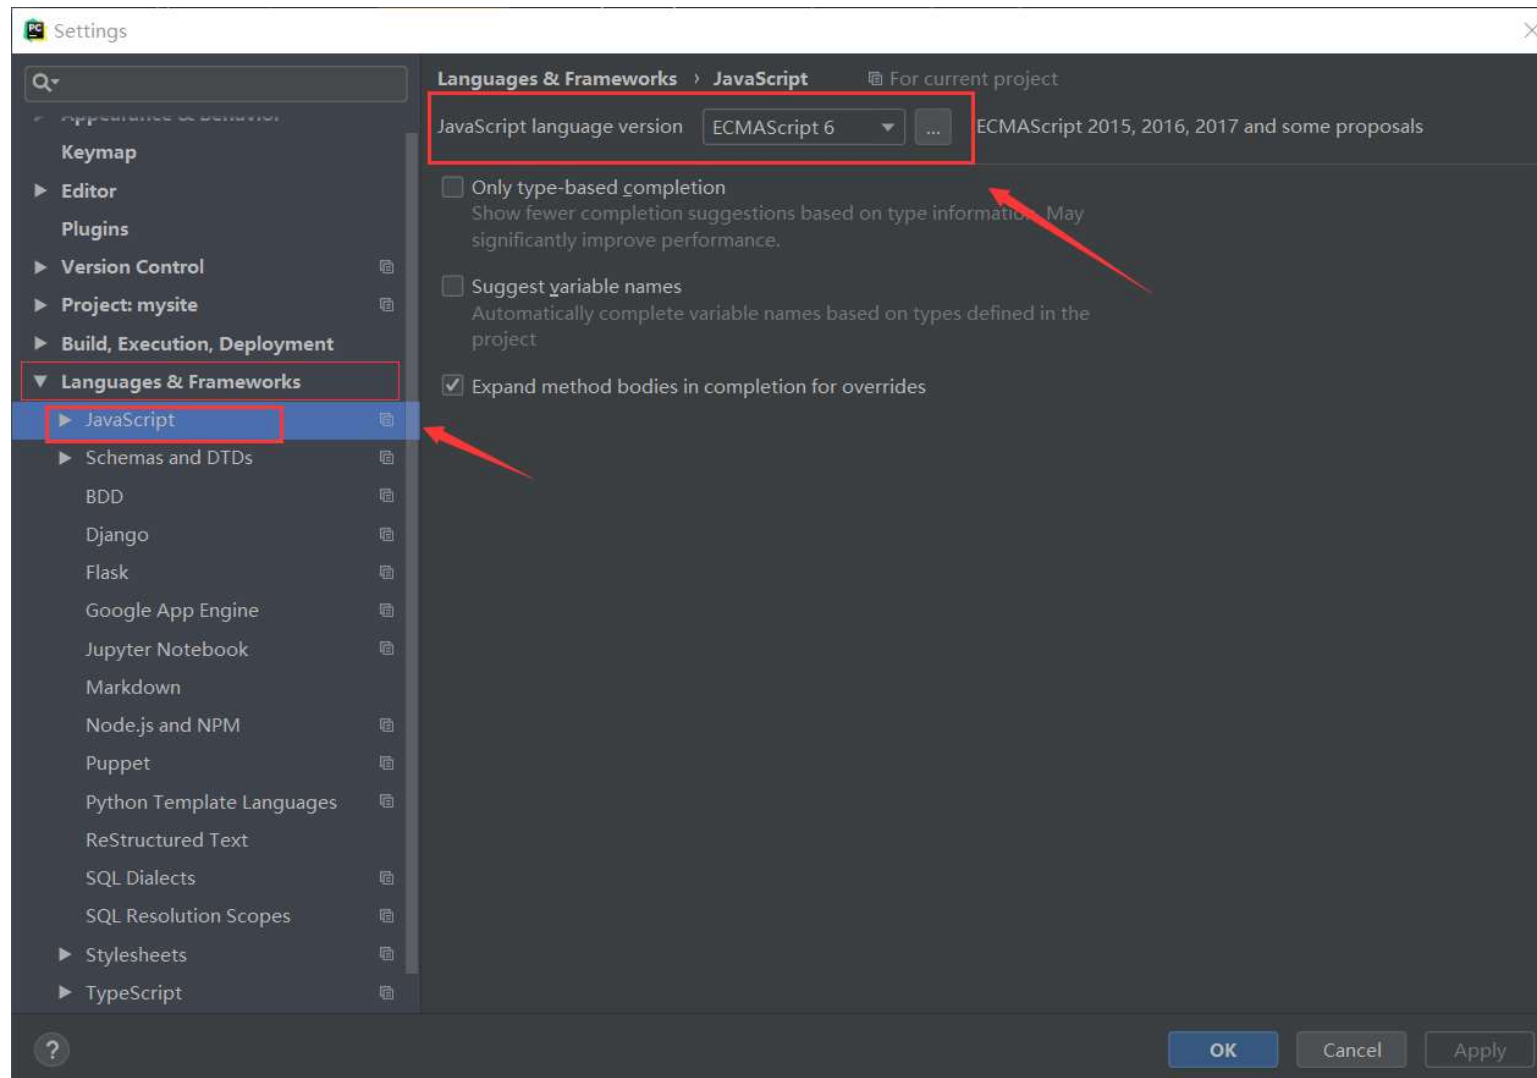 PC
Settings
Languages & Frameworks › JavaScript For current project
JavaScript language version ECMAScript 6 ... ECMAScript 2015, 2016, 2017 and some proposals
Only type-based completion
Show fewer completion suggestions based on type information. May
significantly improve performance.
Suggest variable names
Automatically complete variable names based on types defined in the
project
Expand method bodies in completion for overrides
Appearance & Behavior
Keymap
Editor
Plugins
Version Control
Project: mysite
Build, Execution, Deployment
Languages & Frameworks
JavaScript
Schemas and DTDs
BDD
Django
Flask
Google App Engine
Jupyter Notebook
Markdown
Node.js and NPM
Puppet
Python Template Languages
ReStructured Text
SQL Dialects
SQL Resolution Scopes
Stylesheets
TypeScript
?
OK Cancel Apply